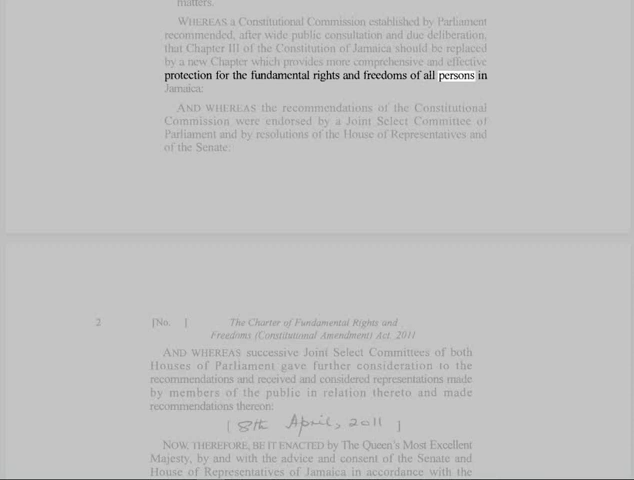 matters.
WHEREAS a Constitutional Commission established by Parliament
recommended, after wide public consultation and due deliberation,
that Chapter III of the Constitution of Jamaica should be replaced
by a new Chapter which provides more comprehensive and effective
protection for the fundamental rights and freedoms of all persons in
Jamaica:
AND WHEREAS the recommendations of the Constitutional
Commission were endorsed by a Joint Select Committee of
Parliament and by resolutions of the House of Representatives and
of the Senate:
2 [No. ] The Charter of Fundamental Rights and
Freedoms (Constitutional Amendment) Act, 2011
AND WHEREAS successive Joint Select Committees of both
Houses of Parliament gave further consideration to the
recommendations and received and considered representations made
by members of the public in relation thereto and made
recommendations thereon:
[ 8th April, 2011 ]
NOW, THEREFORE, BE IT ENACTED by The Queen's Most Excellent
Majesty, by and with the advice and consent of the Senate and
House of Representatives of Jamaica in accordance with the